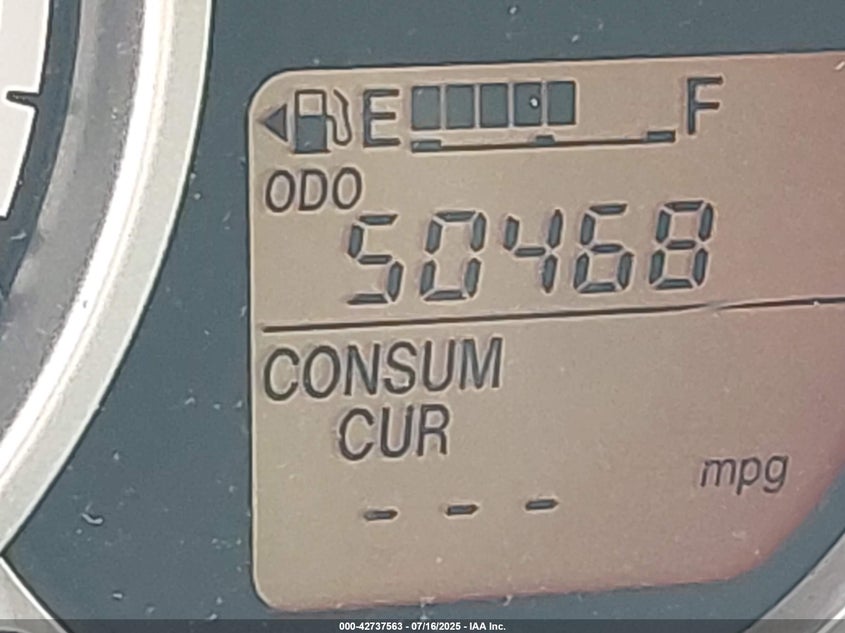 E F
ODO
50468
CONSUM
CUR
mpg
- - -
000-42737563 - 07/16/2025 - IAA Inc.